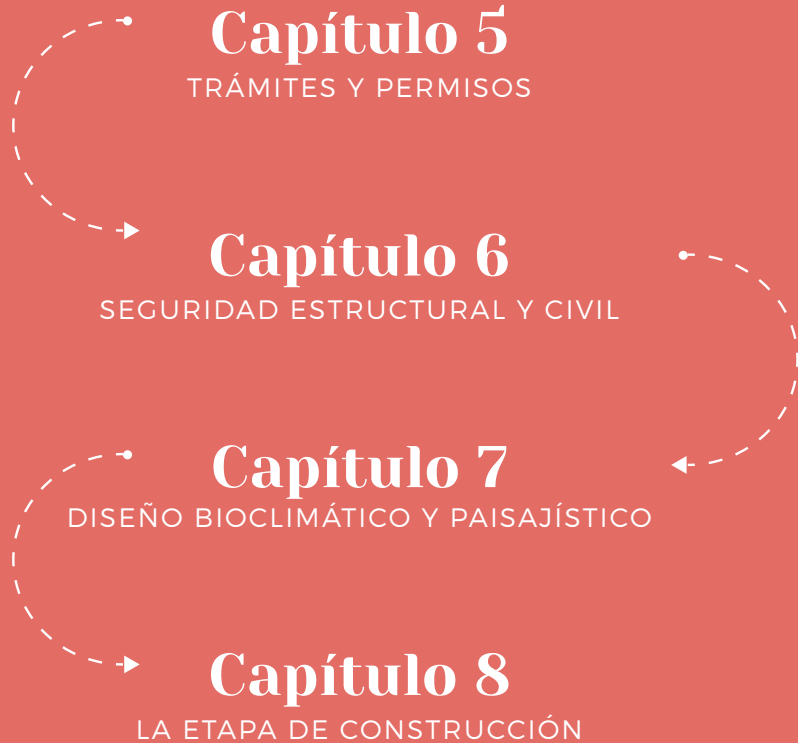 Capítulo 5
TRÁMITES Y PERMISOS
Capítulo 6
SEGURIDAD ESTRUCTURAL Y CIVIL
Capítulo 7
DISEÑO BIOCLIMÁTICO Y PAISAJÍSTICO
Capítulo 8
LA ETAPA DE CONSTRUCCIÓN